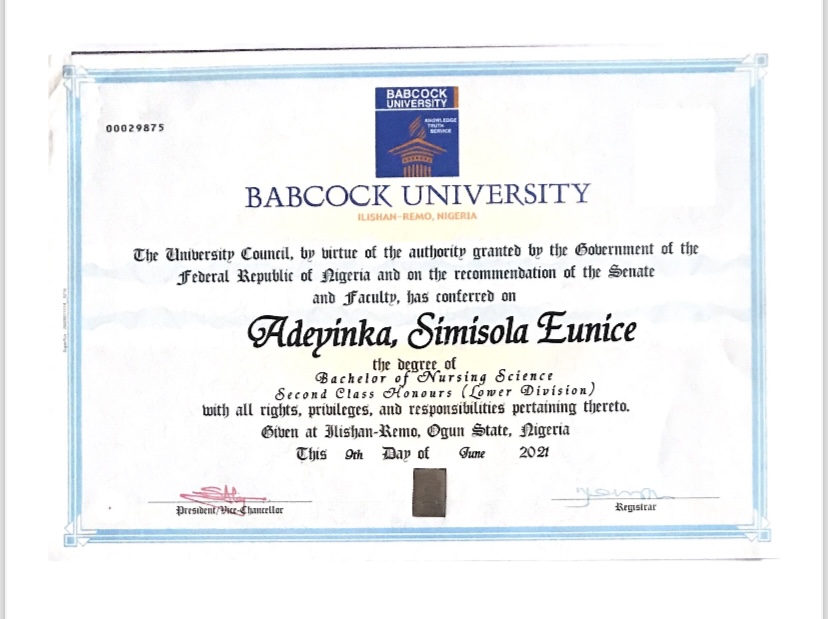 00029875
BABCOCK
UNIVERSITY
KNOWLEDGE
TRUTH
SERVICE
BABCOCK UNIVERSITY
ILISHAN-REMO, NIGERIA
The University Council, by virtue of the authority granted by the Government of the
Federal Republic of Nigeria and on the recommendation of the Senate
and Faculty, has conferred on
Adeyinka, Simisola Eunice
the degree of
Bachelor of Nursing Science
Second Class Honours (Lower Division)
with all rights, privileges, and responsibilities pertaining thereto.
Given at Ilishan-Remo, Ogun State, Nigeria
This 9th Day of June 2021
President/Vice-Chancellor
Registrar